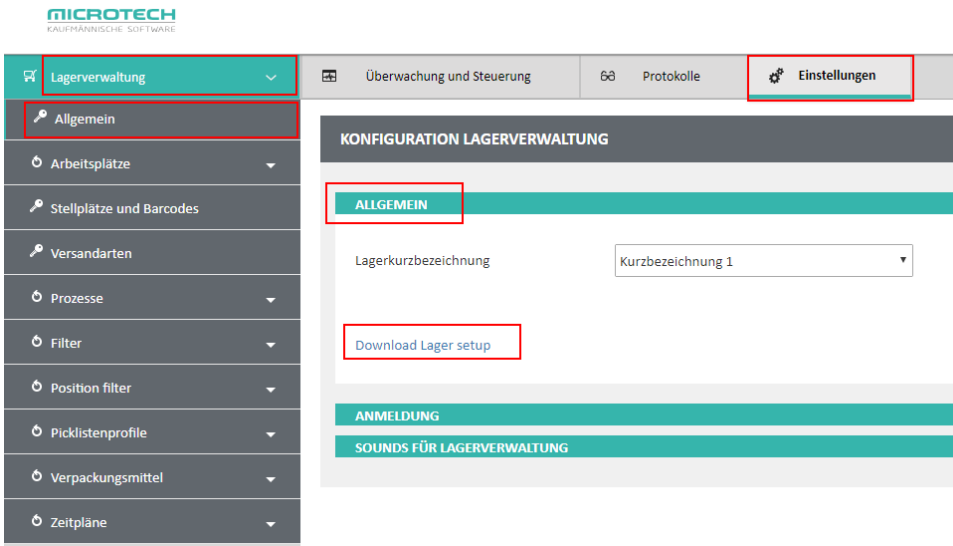 MICROTECH
KAUFMÄNNISCHE SOFTWARE
Lagerverwaltung
Überwachung und Steuerung
Protokolle
Einstellungen
Allgemein
Arbeitsplätze
Stellplätze und Barcodes
Versandarten
Prozesse
Filter
Position filter
Picklistenprofile
Verpackungsmittel
Zeitpläne
KONFIGURATION LAGERVERWALTUNG
ALLGEMEIN
Lagerkurzbezeichnung
Kurzbezeichnung 1
Download Lager setup
ANMELDUNG
SOUNDS FÜR LAGERVERWALTUNG